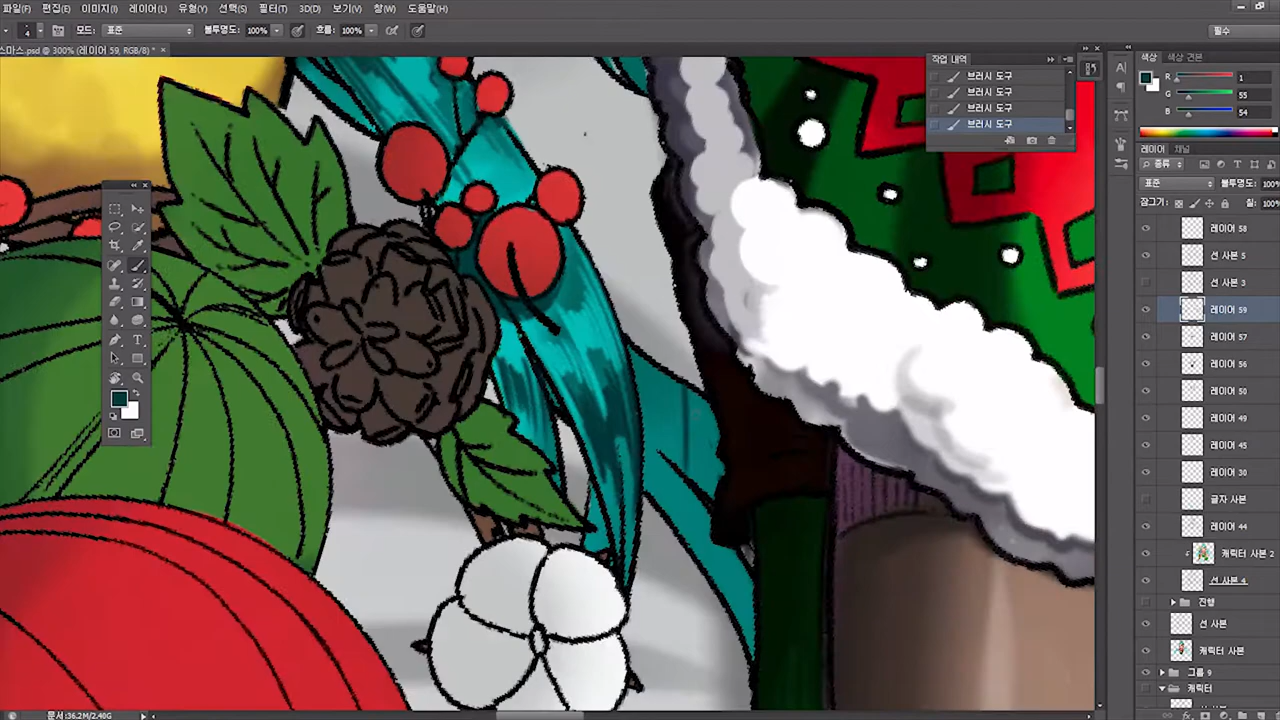 파일(F) 편집(E) 이미지(I) 레이어(L) 유형(Y) 선택(S) 필터(T) 3D(D) 보기(V) 창(W) 도움말(H)
4 모드: 표준 불투명도: 100% 흐름: 100% 필수
스마스.psd @ 300% (레이어 59, RGB/8) *
작업 내역
브러시 도구
브러시 도구
브러시 도구
브러시 도구
색상 색상 견본
R 1
G 55
B 54
레이어 채널
종류
표준 불투명도: 100%
잠그기: 칠: 100%
레이어 58
선 사본 5
선 사본 3
레이어 59
레이어 57
레이어 56
레이어 50
레이어 49
레이어 45
레이어 30
글자 사본
레이어 44
캐릭터 사본 2
선 사본 4
진행
선 사본
캐릭터 사본
그룹 9
캐릭터
문서:36.2M/2.40G